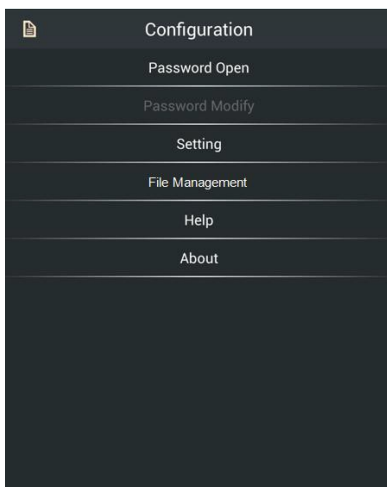 Configuration
Password Open
Password Modify
Setting
File Management
Help
About